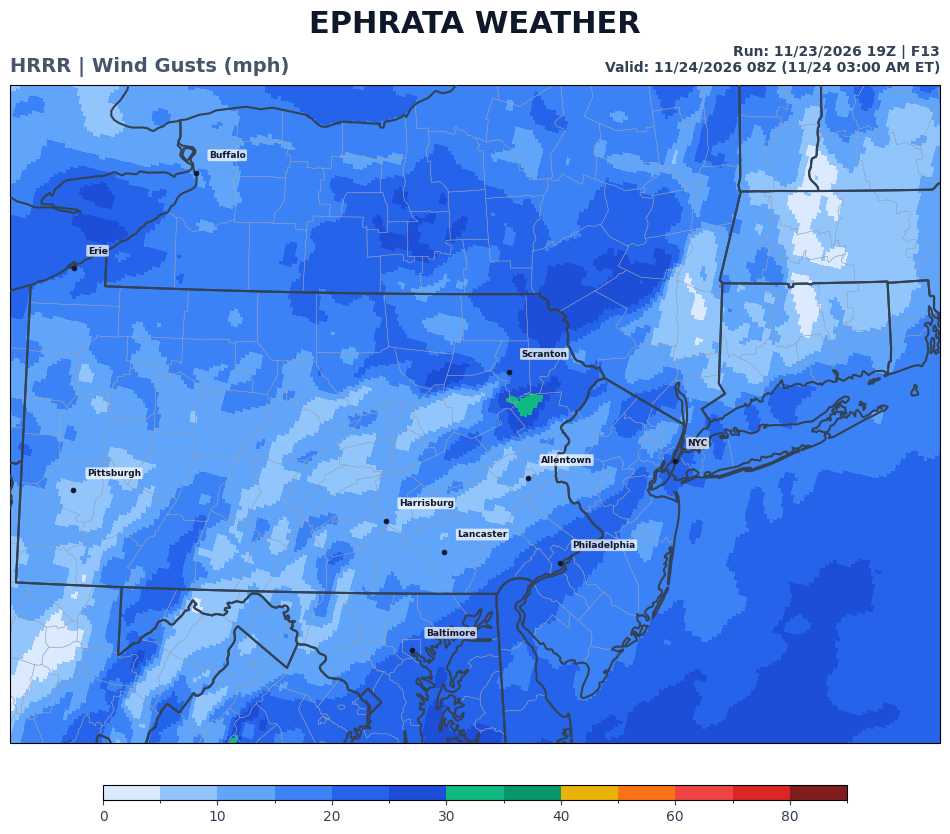 EPHRATA WEATHER
HRRR | Wind Gusts (mph)
Run: 11/23/2026 19Z | F13
Valid: 11/24/2026 08Z (11/24 03:00 AM ET)
Buffalo
Erie
Scranton
NYC
Allentown
Pittsburgh
Harrisburg
Lancaster
Philadelphia
Baltimore
0 10 20 30 40 50 60 70 80